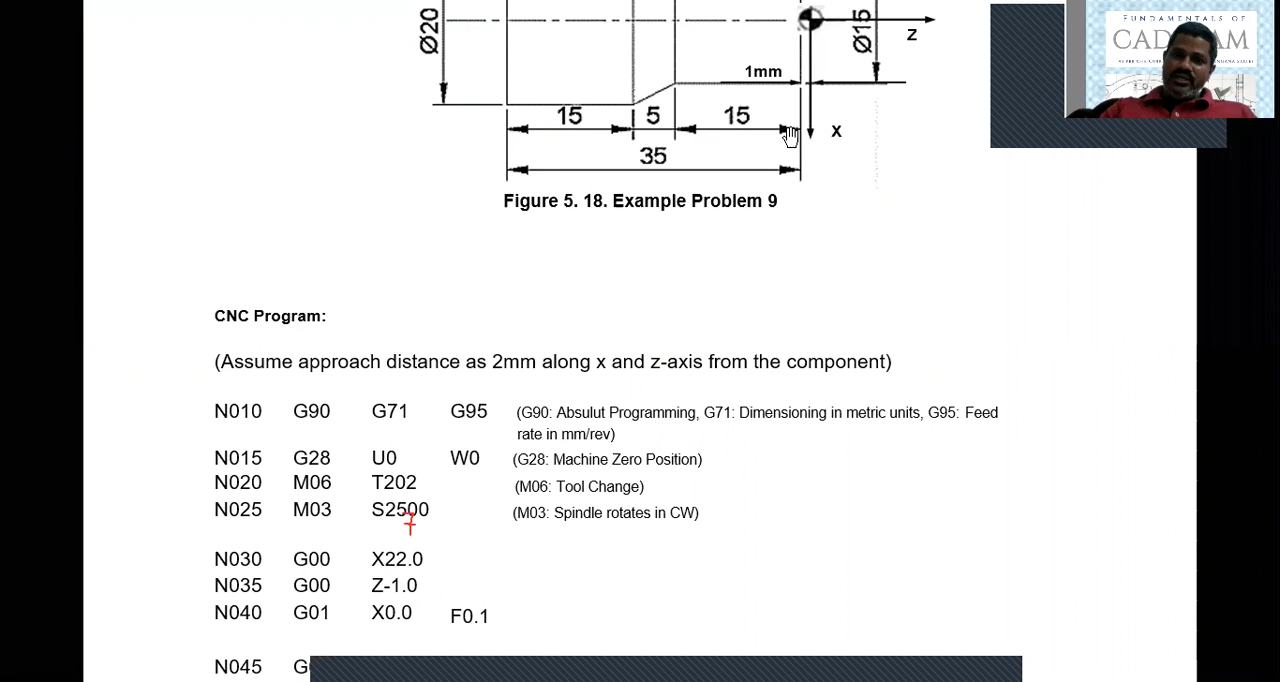 FUNDAMENTALS OF
CAD
AM
Ø20
Ø15
Z
1mm
15 5 15
X
35
Figure 5. 18. Example Problem 9
CNC Program:
(Assume approach distance as 2mm along x and z-axis from the component)
N010 G90 G71 G95 (G90: Absulut Programming, G71: Dimensioning in metric units, G95: Feed
rate in mm/rev)
N015 G28 U0 W0 (G28: Machine Zero Position)
N020 M06 T202 (M06: Tool Change)
N025 M03 S2500 (M03: Spindle rotates in CW)
N030 G00 X22.0
N035 G00 Z-1.0
N040 G01 X0.0 F0.1
N045